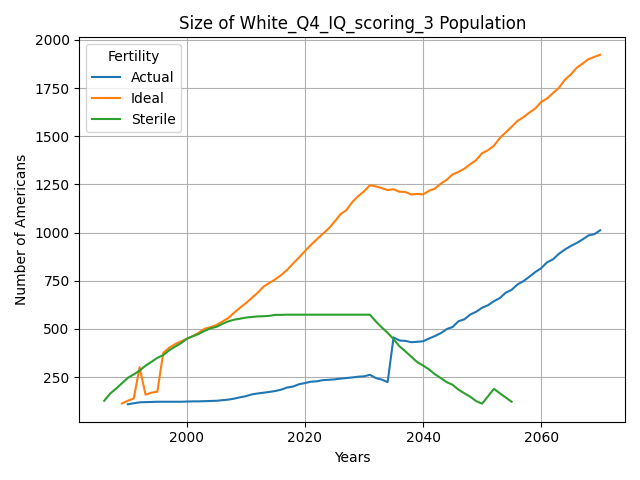 Size of White_Q4_IQ_scoring_3 Population
Fertility
Actual
Ideal
Sterile
Number of Americans
2000
1750
1500
1250
1000
750
500
250
2000
2020
2040
2060
Years